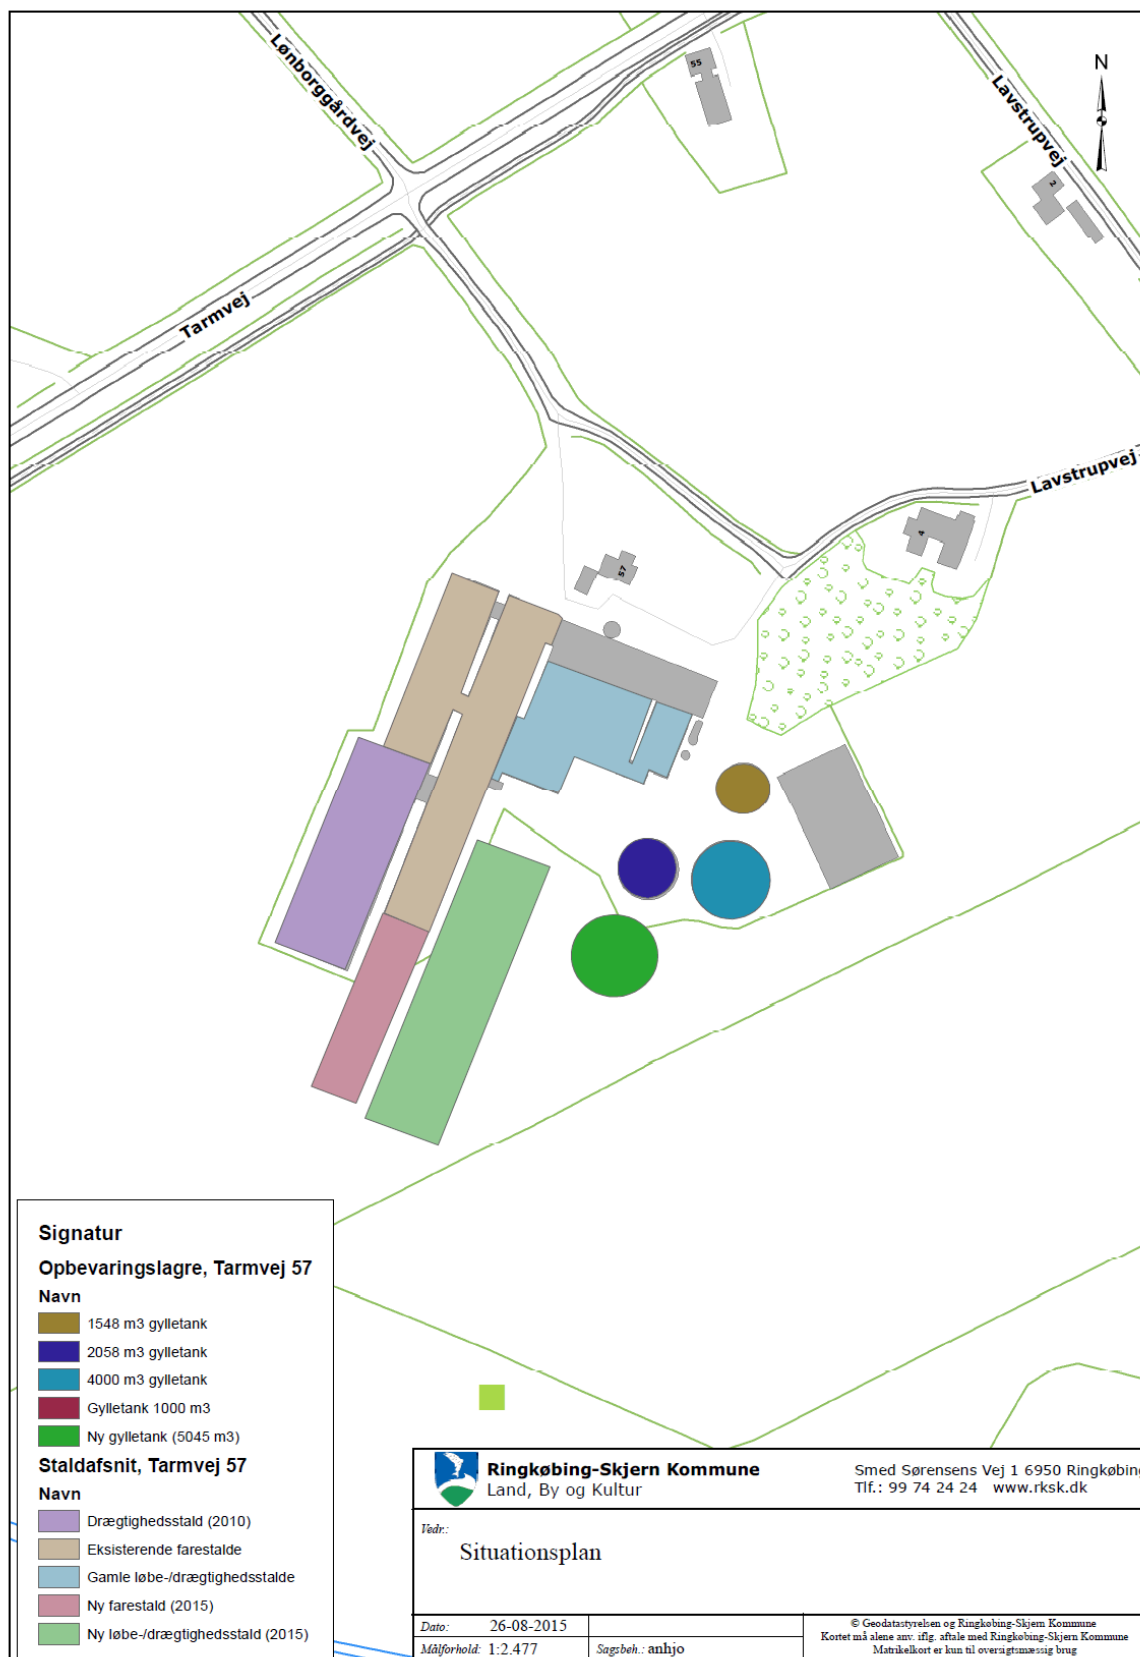 Lønborggårdvej
55
N
Lavstrupvej
2
Tarmvej
Lavstrupvej
4
57
Signatur
Opbevaringslagre, Tarmvej 57
Navn
1548 m3 gylletank
2058 m3 gylletank
4000 m3 gylletank
Gylletank 1000 m3
Ny gylletank (5045 m3)
Staldafsnit, Tarmvej 57
Navn
Drægtighedsstald (2010)
Eksisterende farestalde
Gamle løbe-/drægtighedsstalde
Ny farestald (2015)
Ny løbe-/drægtighedsstald (2015)
Ringkøbing-Skjern Kommune
Land, By og Kultur
Smed Sørensens Vej 1 6950 Ringkøbing
Tlf.: 99 74 24 24 www.rksk.dk
Vedr.:
Situationsplan
Dato: 26-08-2015
Målforhold: 1:2.477
Sagsbeh.: anhjo
© Geodatastyrelsen og Ringkøbing-Skjern Kommune
Kortet må alene anv. iflg. aftale med Ringkøbing-Skjern Kommune
Matrikelkort er kun til oversigtsmæssig brug